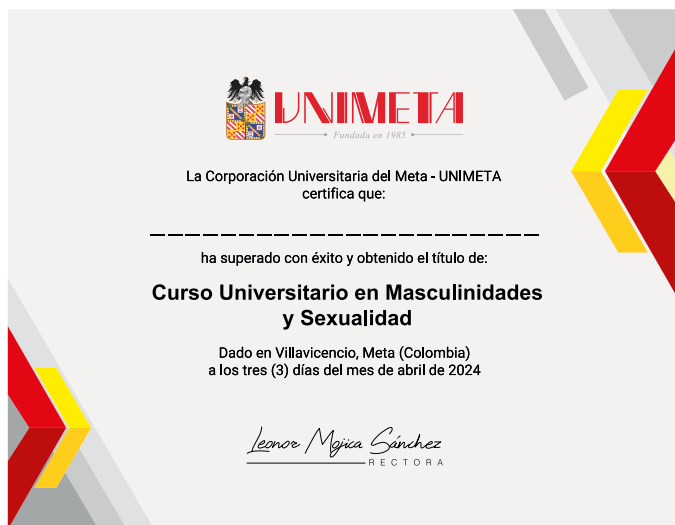 UNIMETA
Fundada en 1985
La Corporación Universitaria del Meta - UNIMETA
certifica que:
ha superado con éxito y obtenido el título de:
Curso Universitario en Masculinidades
y Sexualidad
Dado en Villavicencio, Meta (Colombia)
a los tres (3) días del mes de abril de 2024
Leonor Mojica Sánchez
RECTORA